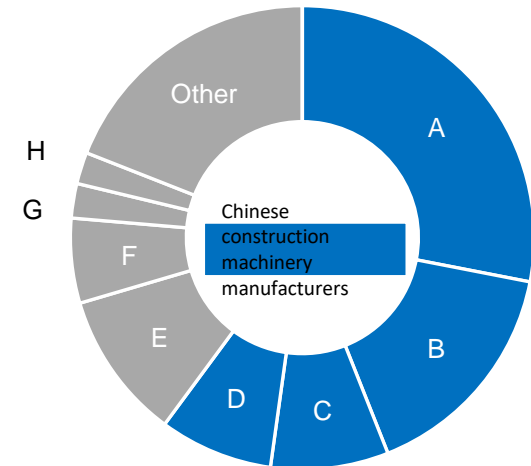 Other
A
H
G
Chinese
construction
machinery
manufacturers
F
E
B
D
C